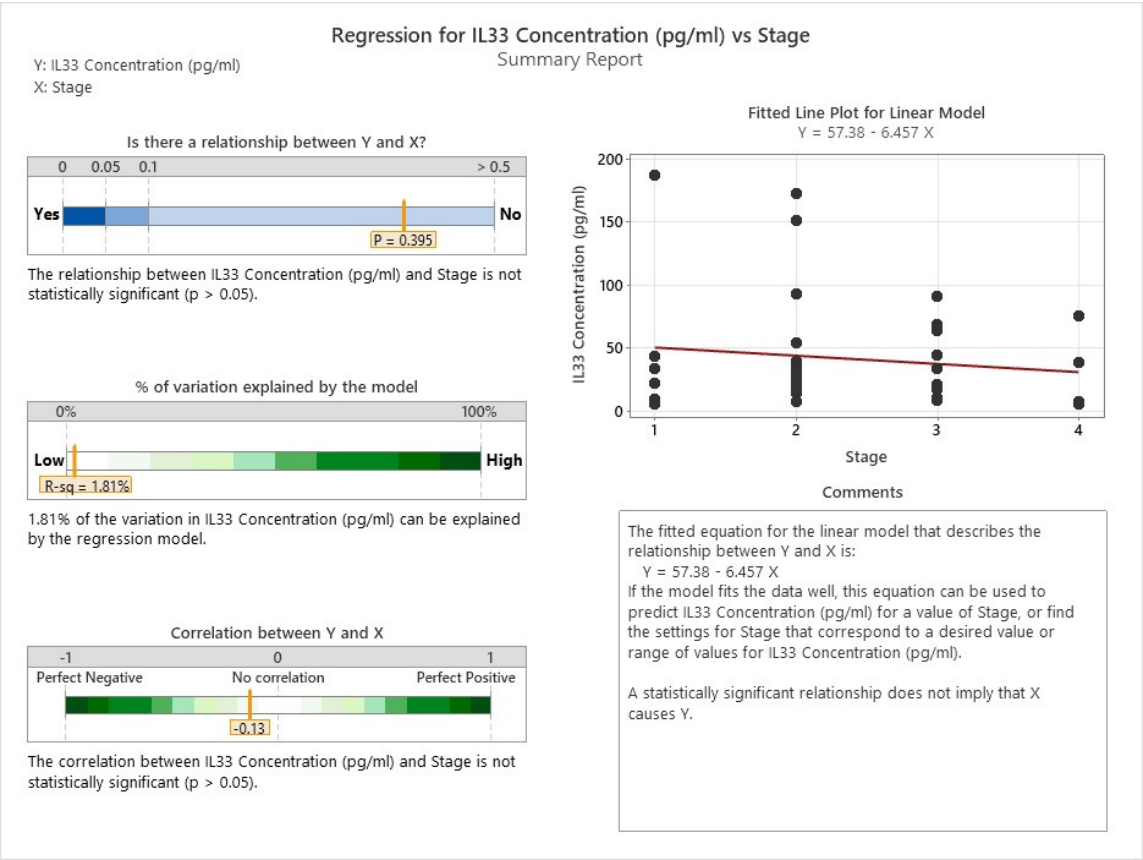 Regression for IL33 Concentration (pg/ml) vs Stage
Summary Report
Y: IL33 Concentration (pg/ml)
X: Stage
Is there a relationship between Y and X?
0 0.05 0.1 > 0.5
Yes No
P = 0.395
The relationship between IL33 Concentration (pg/ml) and Stage is not
statistically significant (p > 0.05).
% of variation explained by the model
0% 100%
Low High
R-sq = 1.81%
1.81% of the variation in IL33 Concentration (pg/ml) can be explained
by the regression model.
Correlation between Y and X
-1 0 1
Perfect Negative No correlation Perfect Positive
-0.13
The correlation between IL33 Concentration (pg/ml) and Stage is not
statistically significant (p > 0.05).
Fitted Line Plot for Linear Model
Y = 57.38 - 6.457 X
200
150
100
50
0
IL33 Concentration (pg/ml)
1 2 3 4
Stage
Comments
The fitted equation for the linear model that describes the
relationship between Y and X is:
Y = 57.38 - 6.457 X
If the model fits the data well, this equation can be used to
predict IL33 Concentration (pg/ml) for a value of Stage, or find
the settings for Stage that correspond to a desired value or
range of values for IL33 Concentration (pg/ml).
A statistically significant relationship does not imply that X
causes Y.